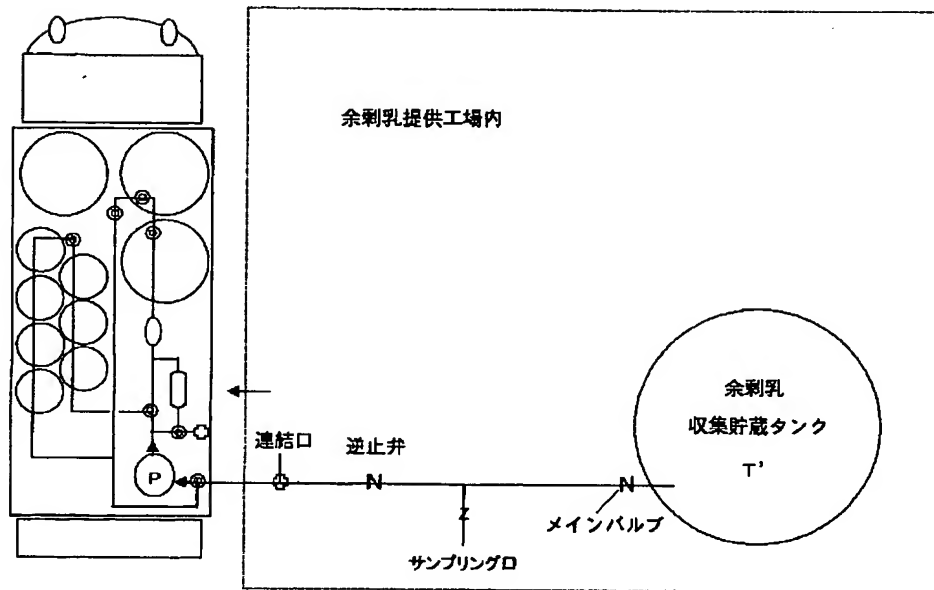 余剰乳提供工場内
余剰乳
収集貯蔵タンク
T'
連結口
逆止弁
P
N
N
メインバルブ
Z
サンプリング口